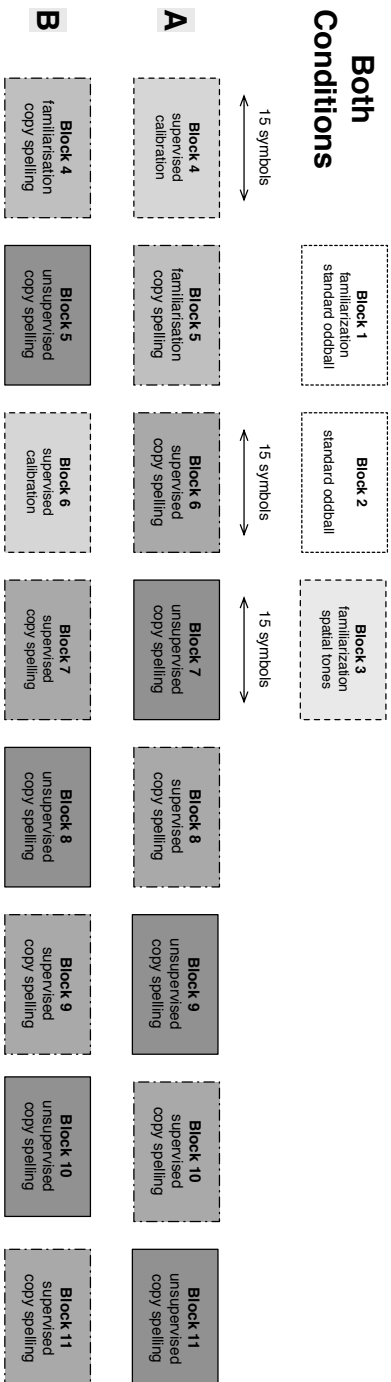 Both
Conditions
Block 1
familiarization
standard oddball
Block 2
standard oddball
Block 3
familiarization
spatial tones
15 symbols
15 symbols
15 symbols
A
Block 4
supervised
calibration
Block 5
familiarisation
copy spelling
Block 6
supervised
copy spelling
Block 7
unsupervised
copy spelling
Block 8
supervised
copy spelling
Block 9
unsupervised
copy spelling
Block 10
supervised
copy spelling
Block 11
unsupervised
copy spelling
B
Block 4
familiarisation
copy spelling
Block 5
unsupervised
copy spelling
Block 6
supervised
calibration
Block 7
supervised
copy spelling
Block 8
unsupervised
copy spelling
Block 9
supervised
copy spelling
Block 10
unsupervised
copy spelling
Block 11
supervised
copy spelling